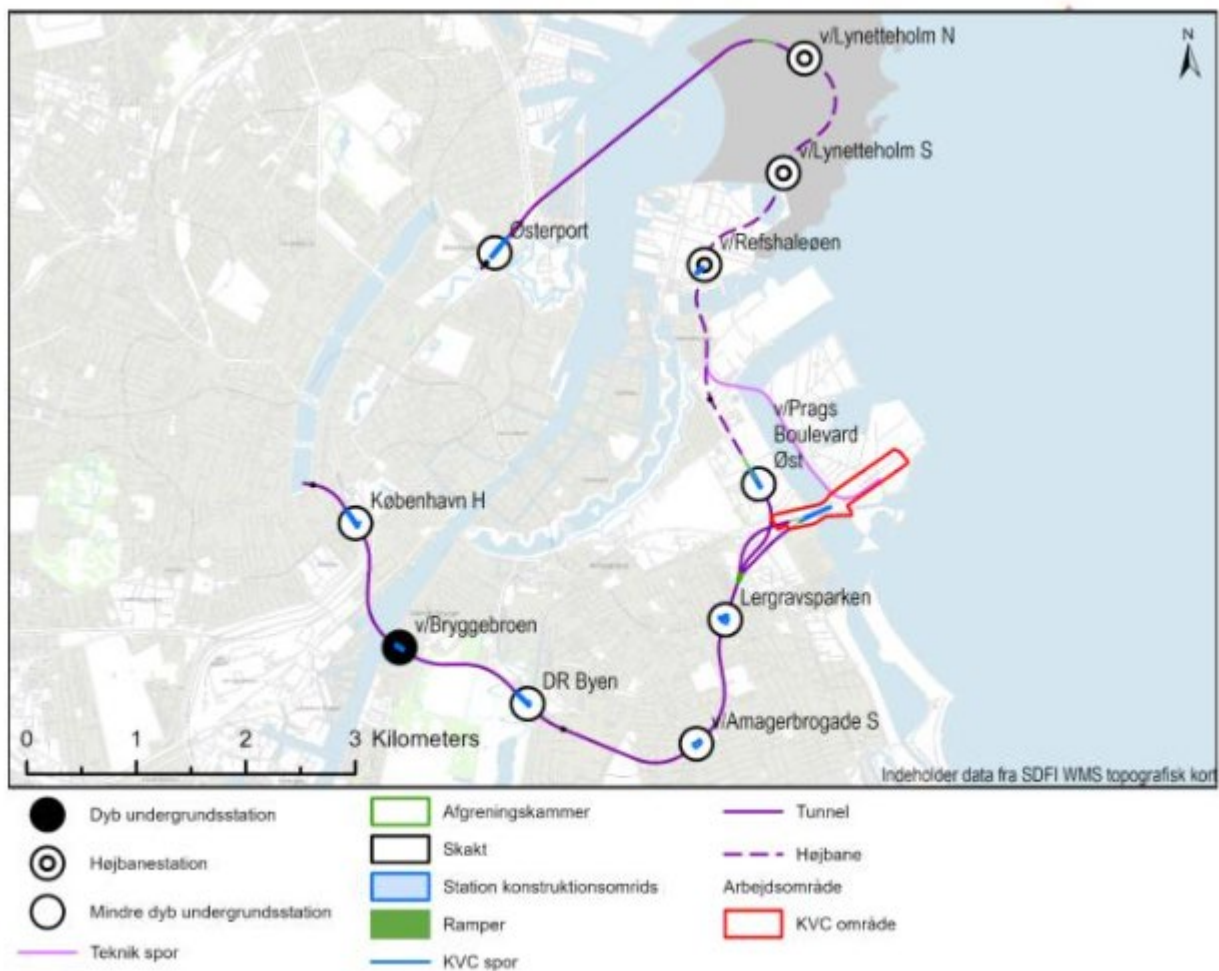 v/Lynetteholm N
N
v/Lynetteholm S
Østerport
v/Refshaleøen
v/Prags
Boulevard
Øst
København H
Lergravsparken
v/Bryggebroen
DR Byen
v/Amagerbrogade S
0 1 2 3 Kilometers
Indeholder data fra SDFI WMS topografisk kort
Dyb undergrundsstation
Højbanestation
Mindre dyb undergrundsstation
Teknik spor
Afgreningskammer
Skakt
Station konstruktionsomrids
Ramper
KVC spor
Tunnel
Højbane
Arbejdsområde
KVC område